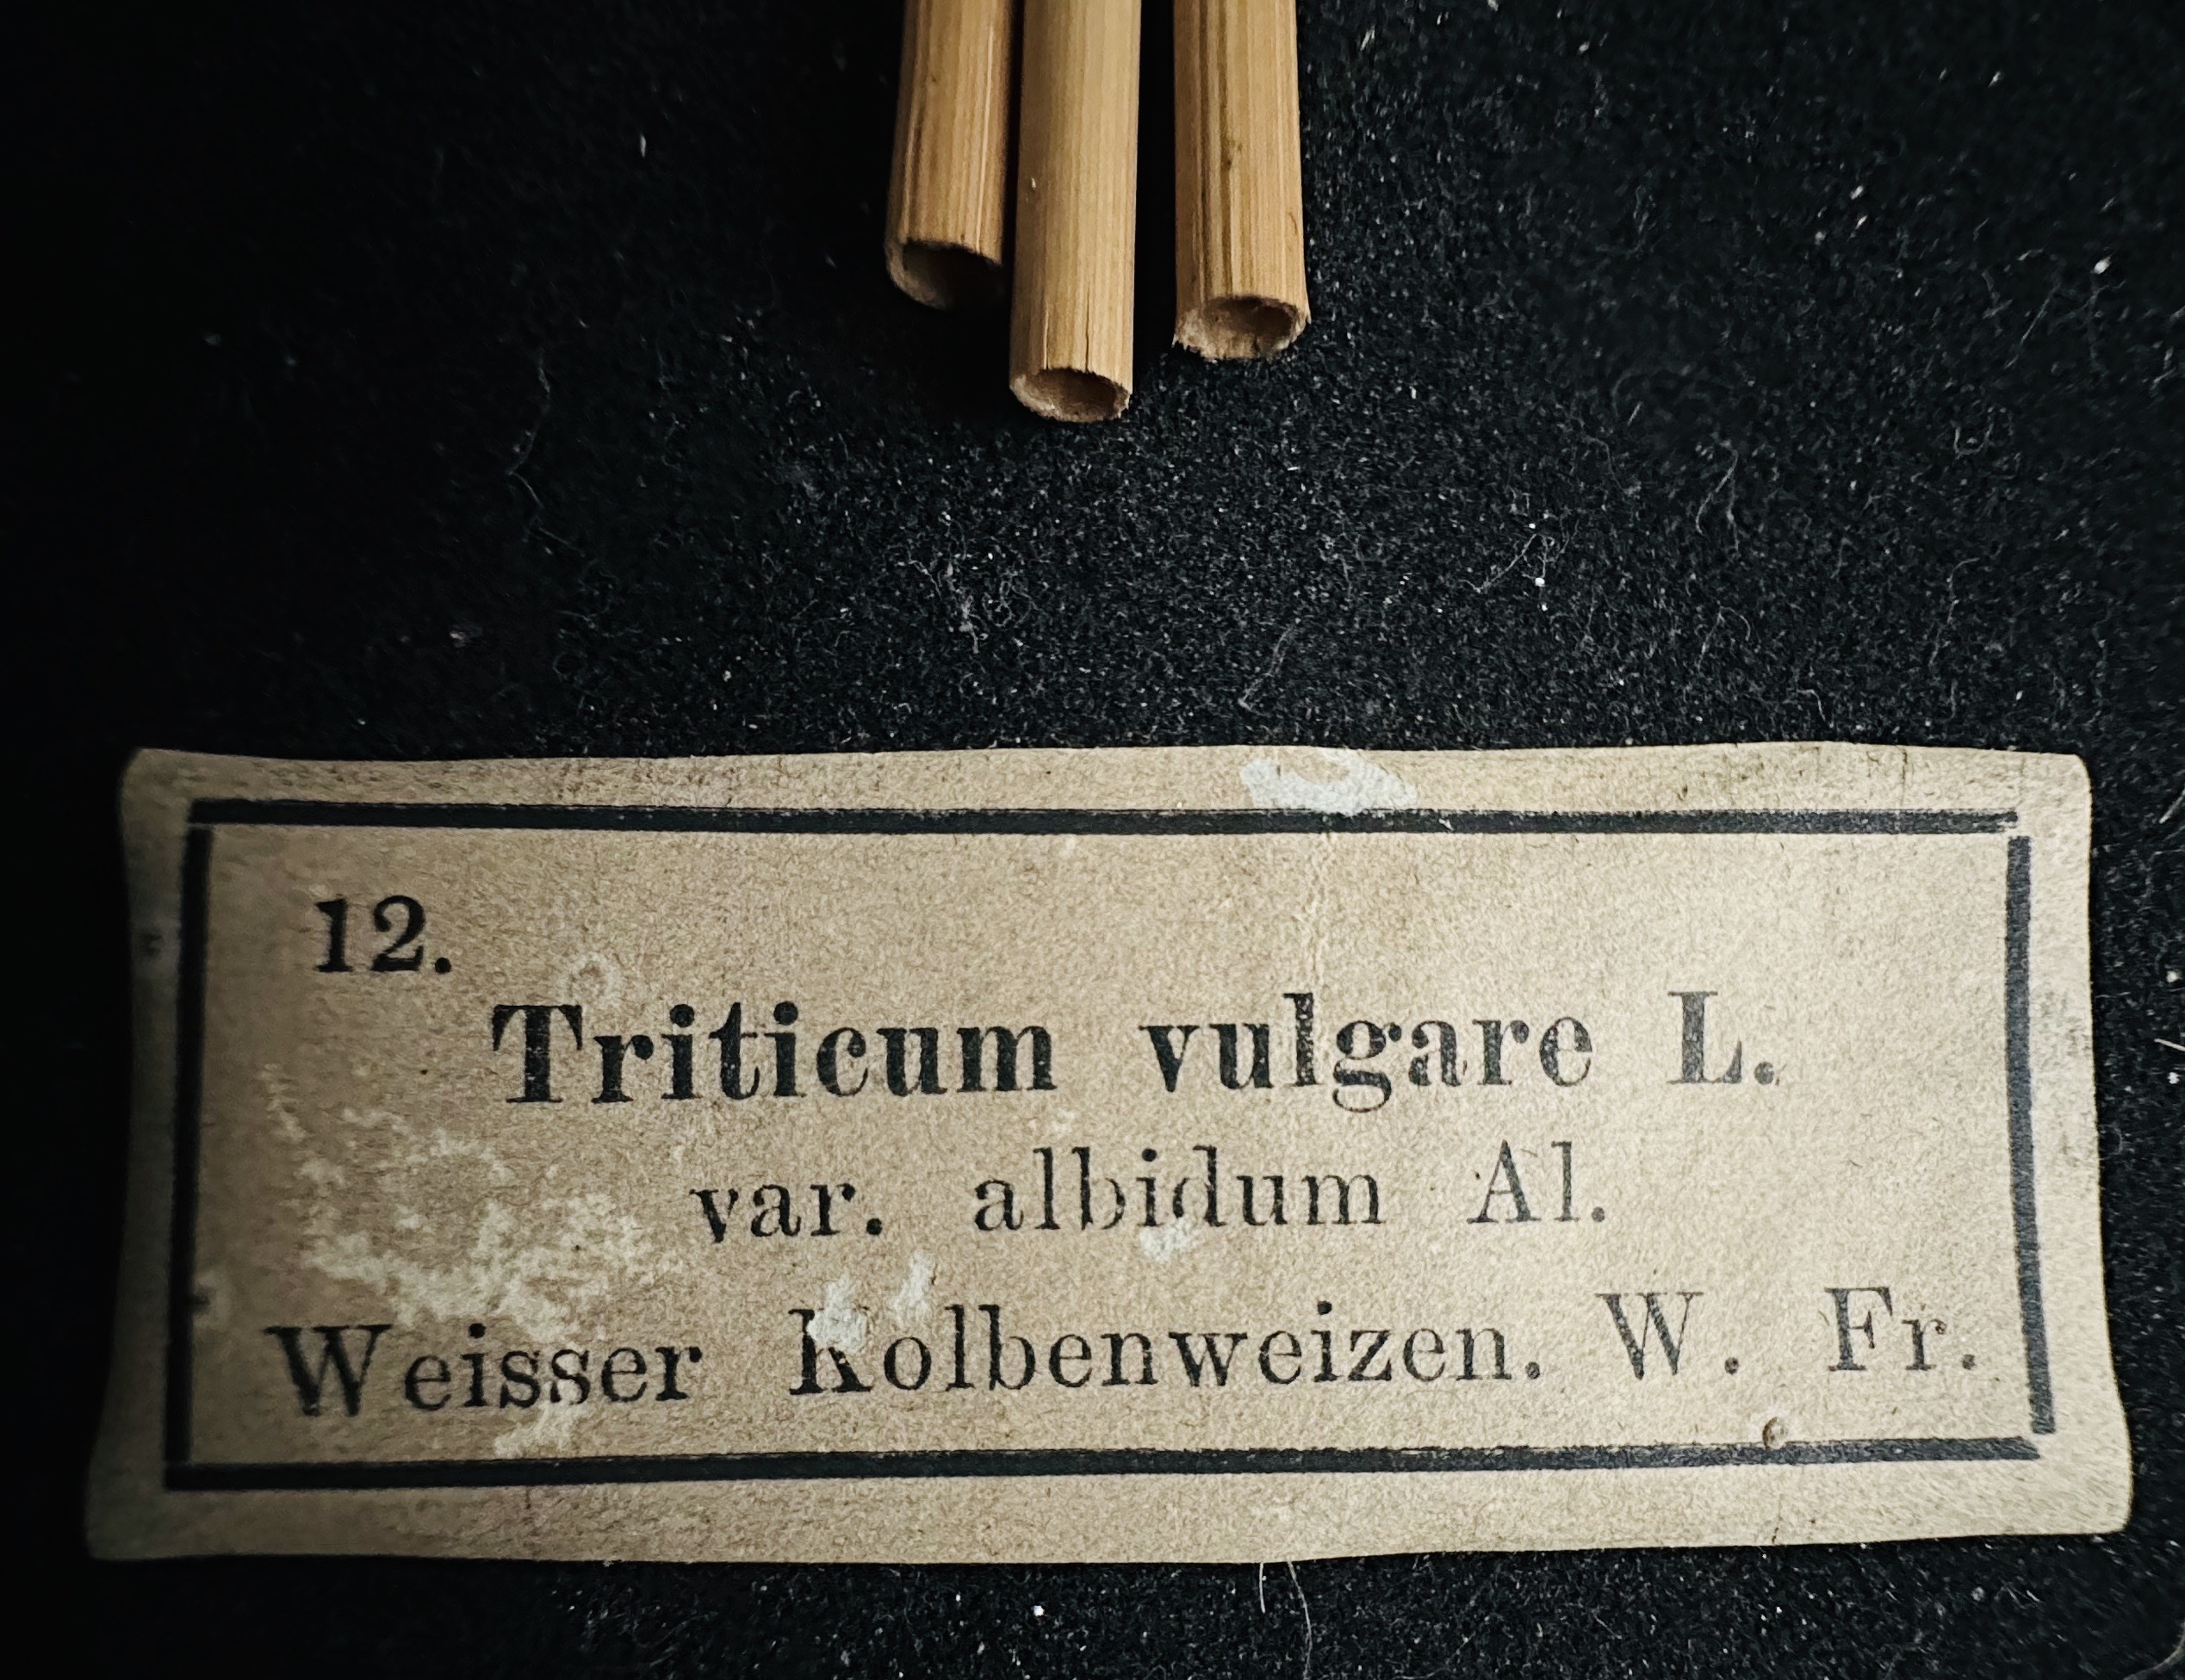 12.
Triticum vulgare L.
var. albidum Al.
Weisser Kolbenweizen. W. Fr.